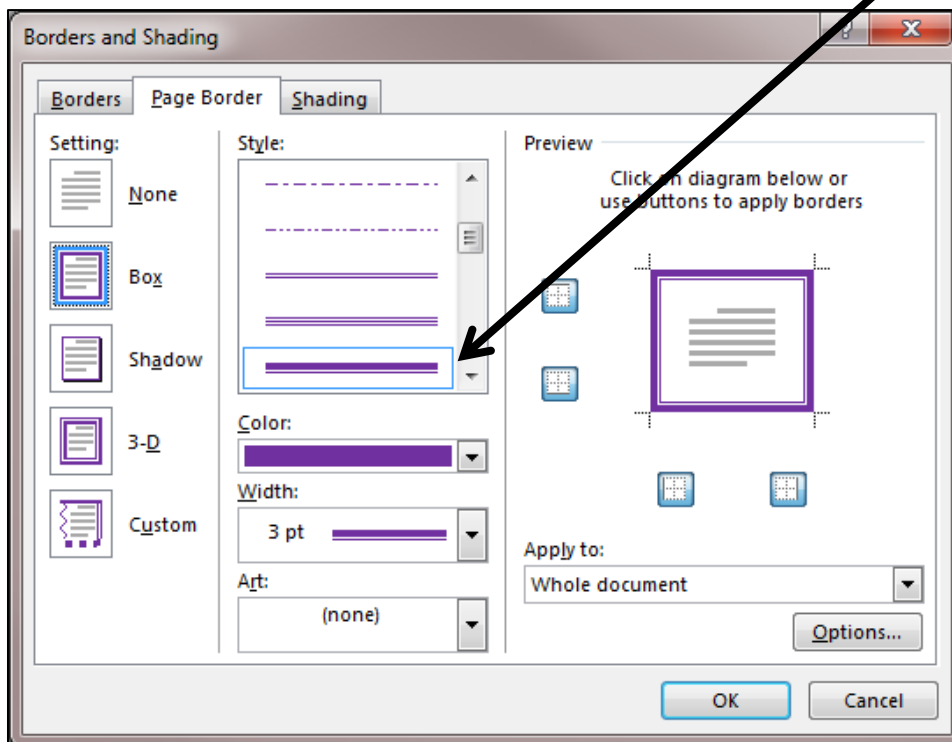 Borders and Shading
?
Borders
Page Border
Shading
Setting:
None
Box
Shadow
3-D
Custom
Style:
Color:
Width:
3 pt
Art:
(none)
Preview
Click on diagram below or
use buttons to apply borders
Apply to:
Whole document
Options...
OK
Cancel